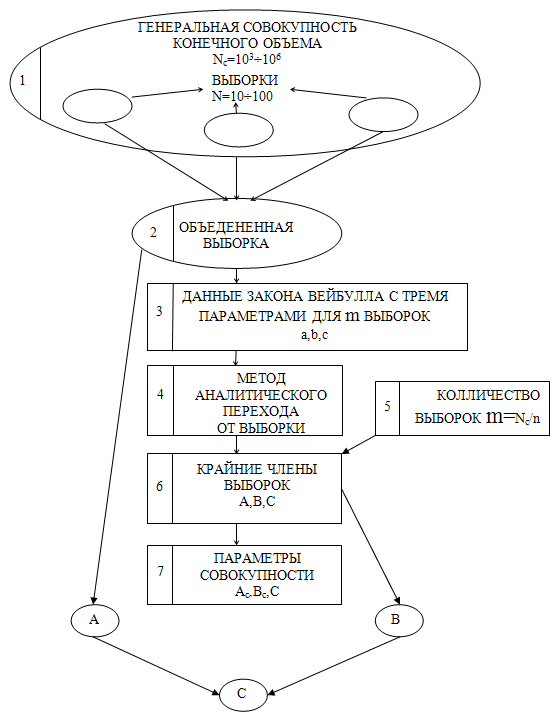 ГЕНЕРАЛЬНАЯ СОВОКУПНОСТЬ
КОНЕЧНОГО ОБЪЕМА
Nc=10³÷10⁶
1
ВЫБОРКИ
N=10÷100
2
ОБЪЕДЕНЕННАЯ
ВЫБОРКА
3
ДАННЫЕ ЗАКОНА ВЕЙБУЛЛА С ТРЕМЯ
ПАРАМЕТРАМИ ДЛЯ m ВЫБОРОК
a,b,c
4
МЕТОД
АНАЛИТИЧЕСКОГО
ПЕРЕХОДА
ОТ ВЫБОРКИ
5
КОЛЛИЧЕСТВО
ВЫБОРОК m=Nc/n
6
КРАЙНИЕ ЧЛЕНЫ
ВЫБОРОК
A,B,C
7
ПАРАМЕТРЫ
СОВОКУПНОСТИ
Ac.Bc,C
A
B
C